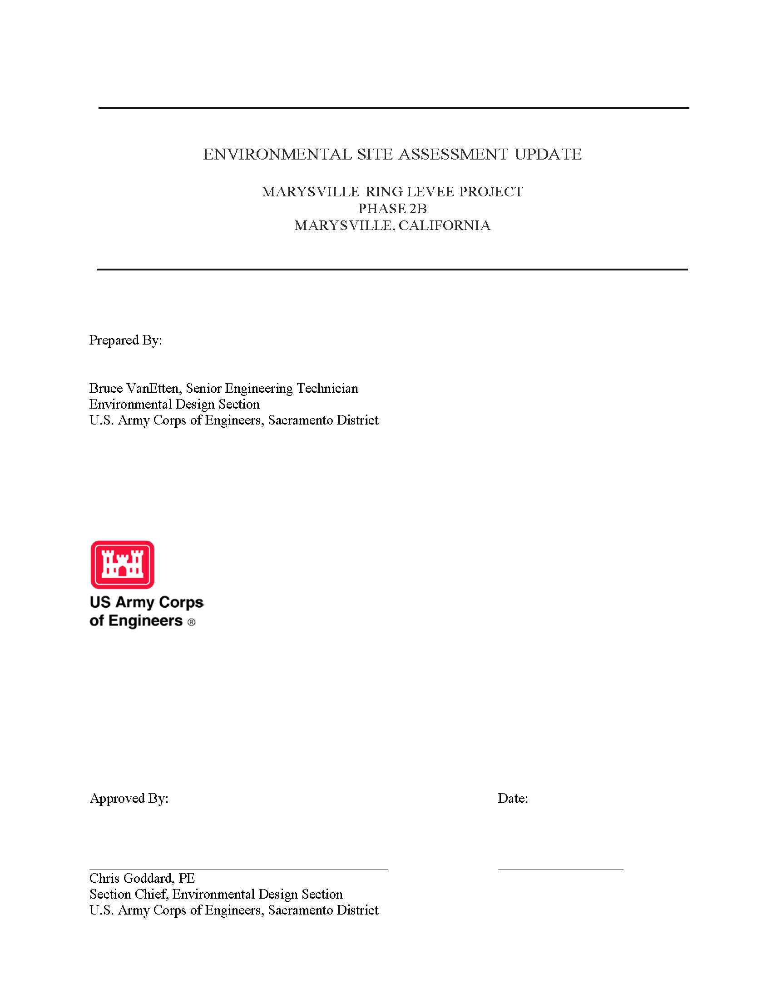 ENVIRONMENTAL SITE ASSESSMENT UPDATE
MARYSVILLE RING LEVEE PROJECT
PHASE 2B
MARYSVILLE, CALIFORNIA
Prepared By:
Bruce VanEtten, Senior Engineering Technician
Environmental Design Section
U.S. Army Corps of Engineers, Sacramento District
US Army Corps
of Engineers ®
Approved By:
Date:
Chris Goddard, PE
Section Chief, Environmental Design Section
U.S. Army Corps of Engineers, Sacramento District